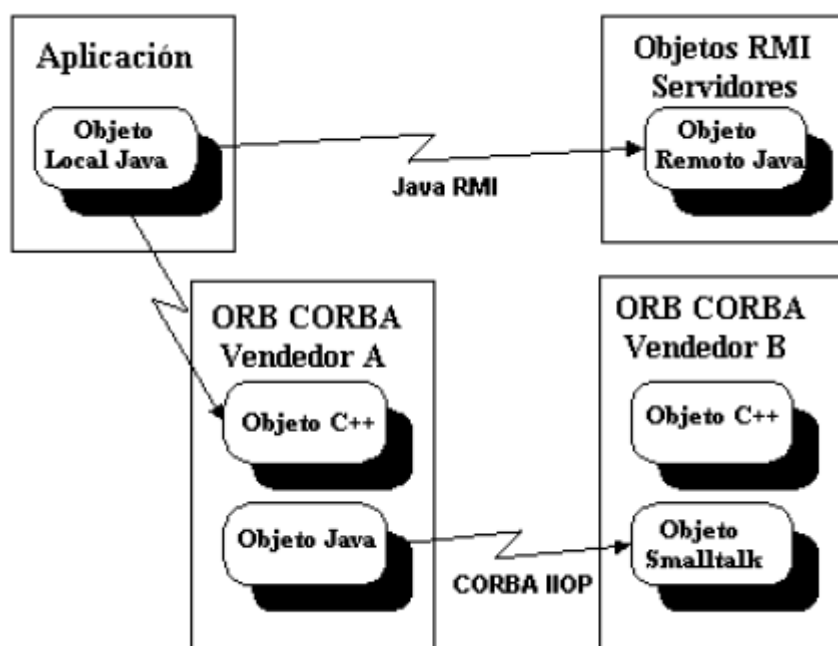 Aplicación
Objeto
Local Java
Java RMI
Objetos RMI
Servidores
Objeto
Remoto Java
ORB CORBA
Vendedor A
Objeto C++
Objeto Java
CORBA IIOP
ORB CORBA
Vendedor B
Objeto C++
Objeto
Smalltalk